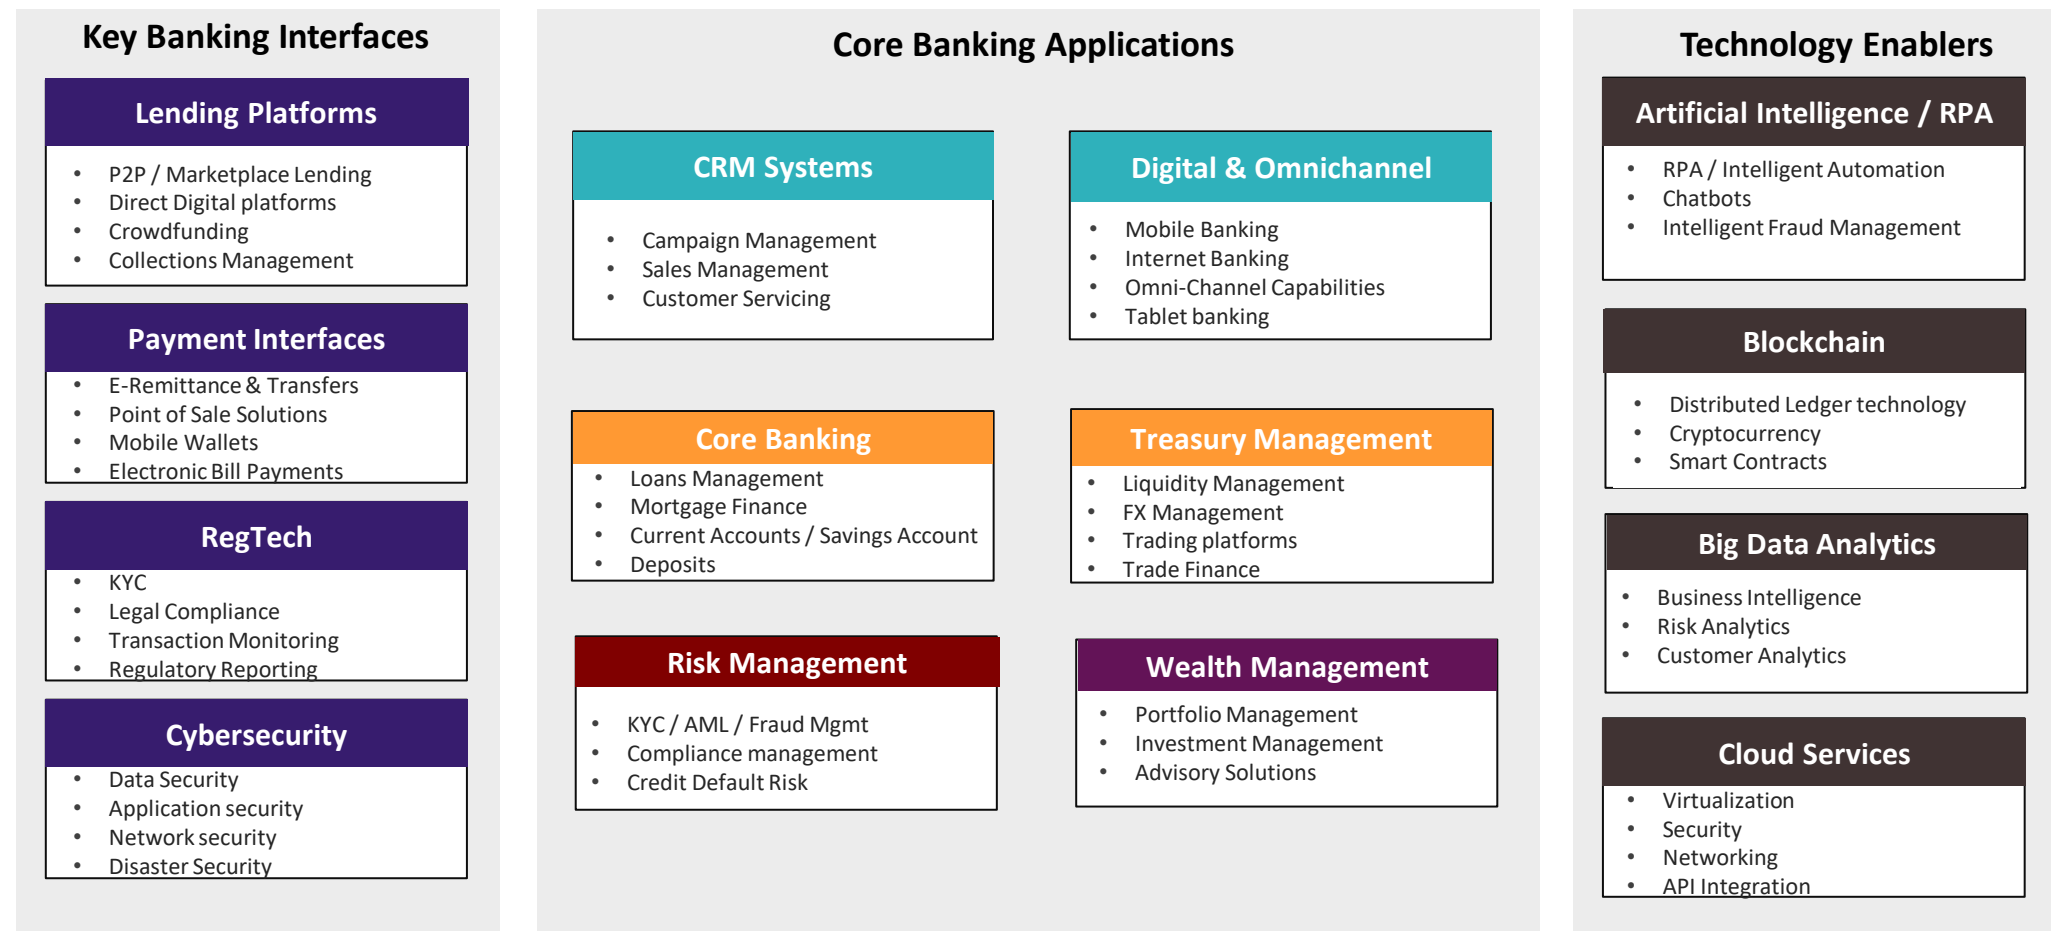 Key Banking Interfaces
Lending Platforms
• P2P / Marketplace Lending
• Direct Digital platforms
• Crowdfunding
• Collections Management
Payment Interfaces
• E-Remittance & Transfers
• Point of Sale Solutions
• Mobile Wallets
• Electronic Bill Payments
RegTech
• KYC
• Legal Compliance
• Transaction Monitoring
• Regulatory Reporting
Cybersecurity
• Data Security
• Application security
• Network security
• Disaster Security
Core Banking Applications
CRM Systems
• Campaign Management
• Sales Management
• Customer Servicing
Digital & Omnichannel
• Mobile Banking
• Internet Banking
• Omni-Channel Capabilities
• Tablet banking
Core Banking
• Loans Management
• Mortgage Finance
• Current Accounts / Savings Account
• Deposits
Treasury Management
• Liquidity Management
• FX Management
• Trading platforms
• Trade Finance
Risk Management
• KYC / AML / Fraud Mgmt
• Compliance management
• Credit Default Risk
Wealth Management
• Portfolio Management
• Investment Management
• Advisory Solutions
Technology Enablers
Artificial Intelligence / RPA
• RPA / Intelligent Automation
• Chatbots
• Intelligent Fraud Management
Blockchain
• Distributed Ledger technology
• Cryptocurrency
• Smart Contracts
Big Data Analytics
• Business Intelligence
• Risk Analytics
• Customer Analytics
Cloud Services
• Virtualization
• Security
• Networking
• API Integration